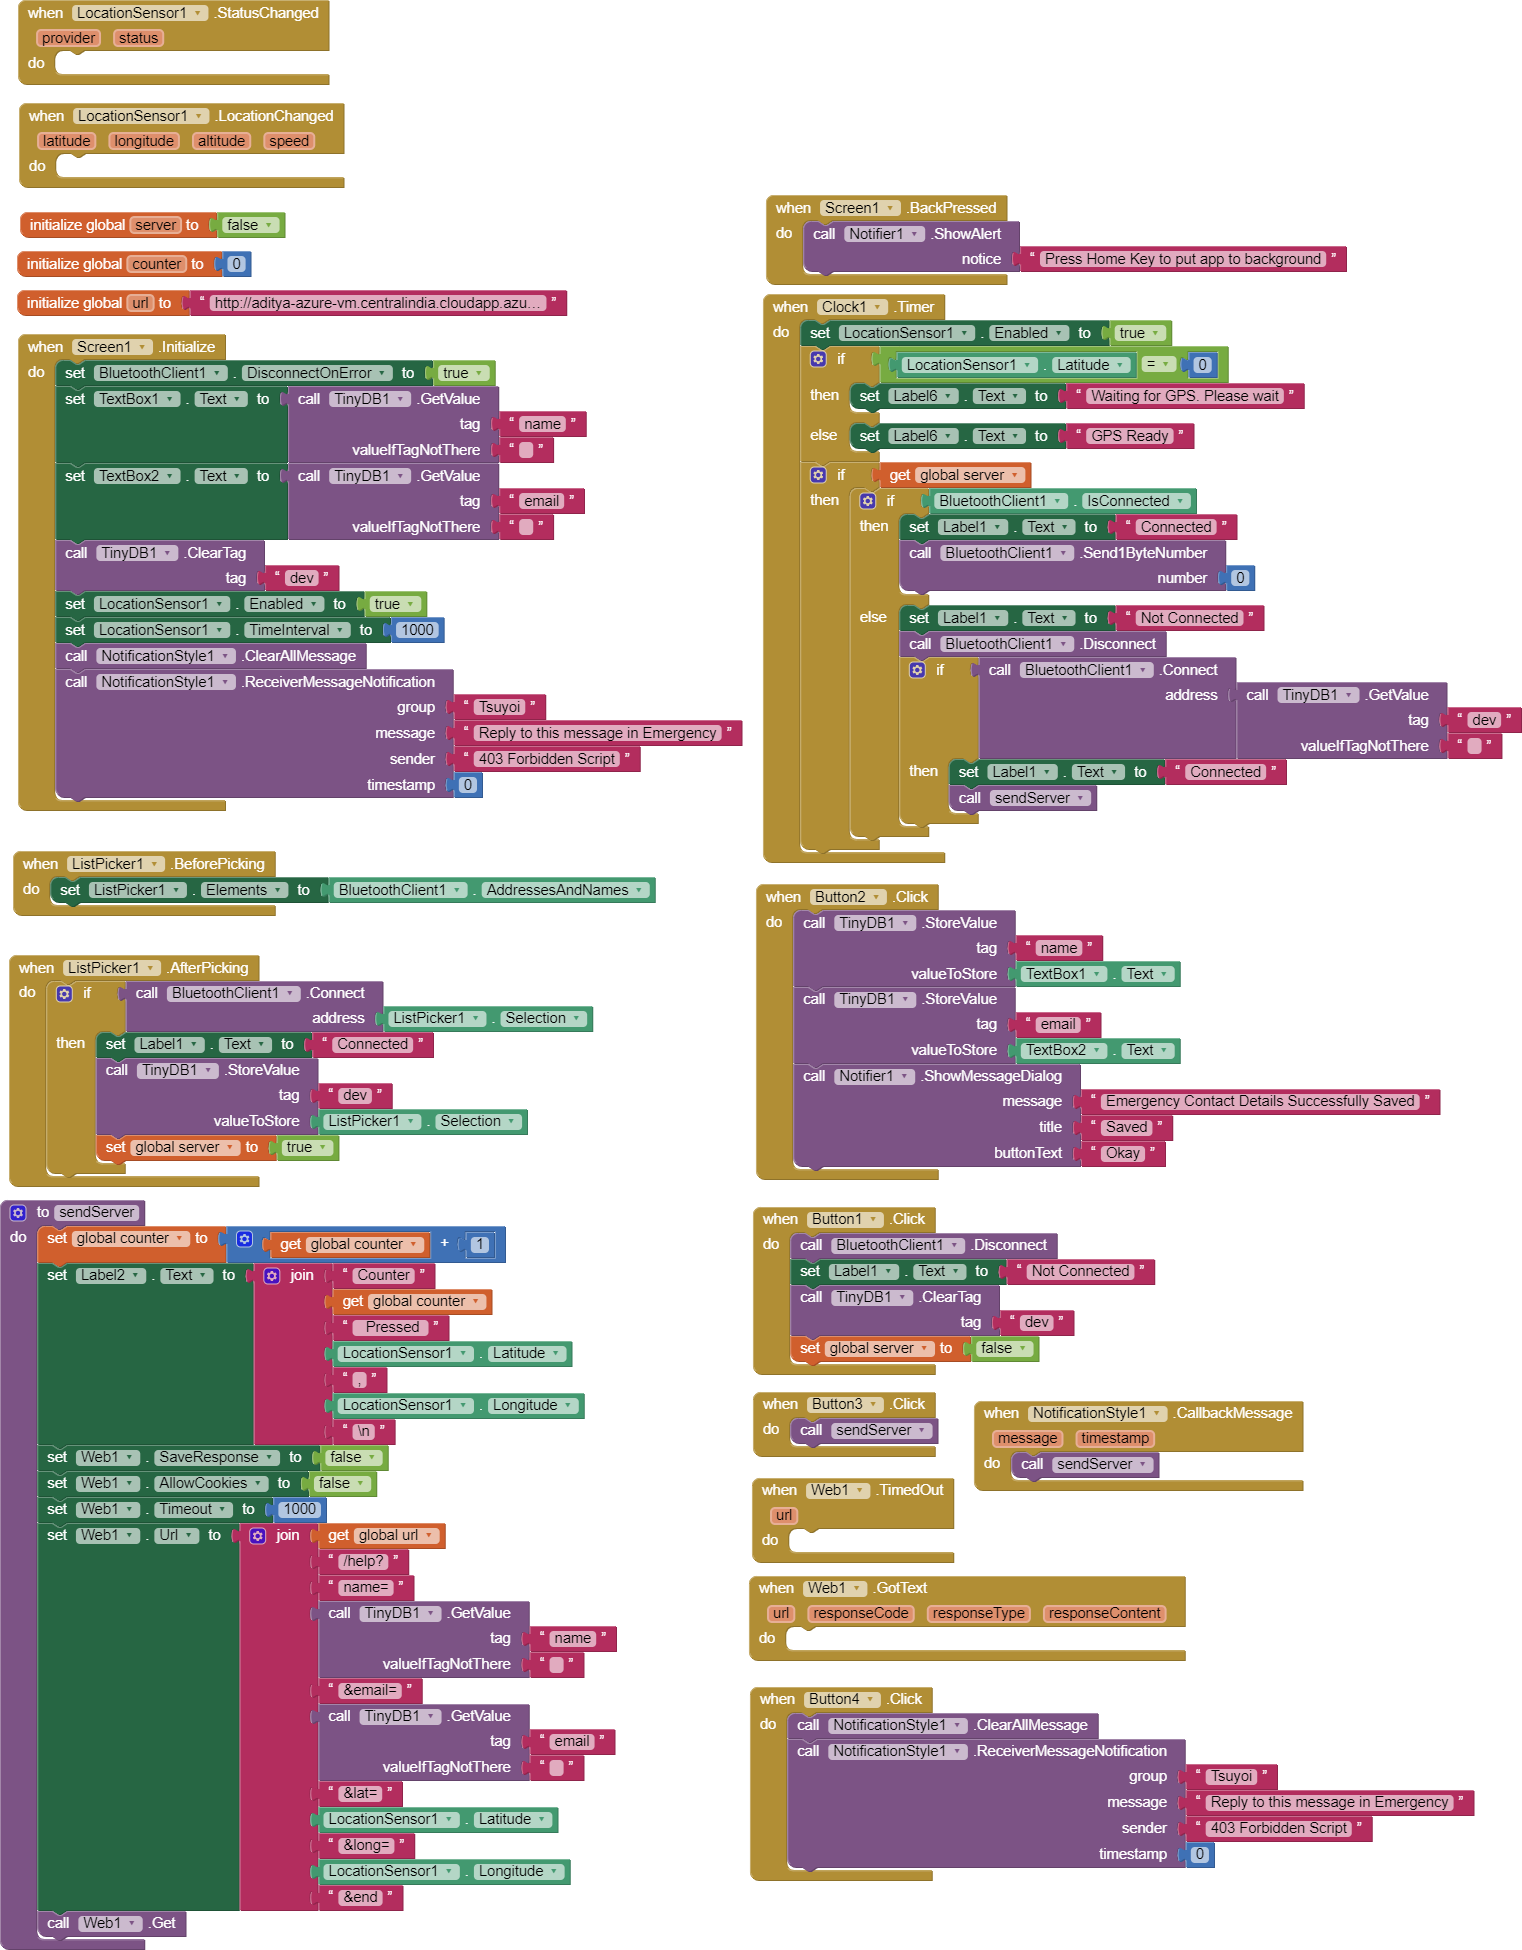 when LocationSensor1 .StatusChanged
provider status
do
when LocationSensor1 .LocationChanged
latitude longitude altitude speed
do
initialize global server to false
initialize global counter to 0
initialize global url to “ http://aditya-azure-vm.centralindia.cloudapp.azu... ”
when Screen1 .Initialize
do set BluetoothClient1 . DisconnectOnError to true
set TextBox1 . Text to call TinyDB1 .GetValue
tag “ name ”
valueIfTagNotThere “ ”
set TextBox2 . Text to call TinyDB1 .GetValue
tag “ email ”
valueIfTagNotThere “ ”
call TinyDB1 .ClearTag
tag “ dev ”
set LocationSensor1 . Enabled to true
set LocationSensor1 . TimeInterval to 1000
call NotificationStyle1 .ClearAllMessage
call NotificationStyle1 .ReceiverMessageNotification
group “ Tsuyoi ”
message “ Reply to this message in Emergency ”
sender “ 403 Forbidden Script ”
timestamp 0
when ListPicker1 .BeforePicking
do set ListPicker1 . Elements to BluetoothClient1 . AddressesAndNames
when ListPicker1 .AfterPicking
do if call BluetoothClient1 .Connect
address ListPicker1 . Selection
then set Label1 . Text to “ Connected ”
call TinyDB1 .StoreValue
tag “ dev ”
valueToStore ListPicker1 . Selection
set global server to true
to sendServer
do set global counter to get global counter + 1
set Label2 . Text to join “ Counter ”
get global counter
“ Pressed ”
LocationSensor1 . Latitude
“ , ”
LocationSensor1 . Longitude
“ \n ”
set Web1 . SaveResponse to false
set Web1 . AllowCookies to false
set Web1 . Timeout to 1000
set Web1 . Url to join get global url
“ /help? ”
“ name= ”
call TinyDB1 .GetValue
tag “ name ”
valueIfTagNotThere “ ”
“ &email= ”
call TinyDB1 .GetValue
tag “ email ”
valueIfTagNotThere “ ”
“ &lat= ”
LocationSensor1 . Latitude
“ &long= ”
LocationSensor1 . Longitude
“ &end ”
call Web1 .Get
when Screen1 .BackPressed
do call Notifier1 .ShowAlert
notice “ Press Home Key to put app to background ”
when Clock1 .Timer
do set LocationSensor1 . Enabled to true
if LocationSensor1 . Latitude = 0
then set Label6 . Text to “ Waiting for GPS. Please wait ”
else set Label6 . Text to “ GPS Ready ”
if get global server
then if BluetoothClient1 . IsConnected
then set Label1 . Text to “ Connected ”
call BluetoothClient1 .Send1ByteNumber
number 0
else set Label1 . Text to “ Not Connected ”
call BluetoothClient1 .Disconnect
if call BluetoothClient1 .Connect
address call TinyDB1 .GetValue
tag “ dev ”
valueIfTagNotThere “ ”
then set Label1 . Text to “ Connected ”
call sendServer
when Button2 .Click
do call TinyDB1 .StoreValue
tag “ name ”
valueToStore TextBox1 . Text
call TinyDB1 .StoreValue
tag “ email ”
valueToStore TextBox2 . Text
call Notifier1 .ShowMessageDialog
message “ Emergency Contact Details Successfully Saved ”
title “ Saved ”
buttonText “ Okay ”
when Button1 .Click
do call BluetoothClient1 .Disconnect
set Label1 . Text to “ Not Connected ”
call TinyDB1 .ClearTag
tag “ dev ”
set global server to false
when Button3 .Click
do call sendServer
when NotificationStyle1 .CallbackMessage
message timestamp
do call sendServer
when Web1 .TimedOut
url
do
when Web1 .GotText
url responseCode responseType responseContent
do
when Button4 .Click
do call NotificationStyle1 .ClearAllMessage
call NotificationStyle1 .ReceiverMessageNotification
group “ Tsuyoi ”
message “ Reply to this message in Emergency ”
sender “ 403 Forbidden Script ”
timestamp 0